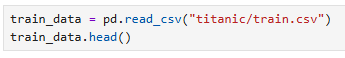 train_data = pd.read_csv("titanic/train.csv")
train_data.head()